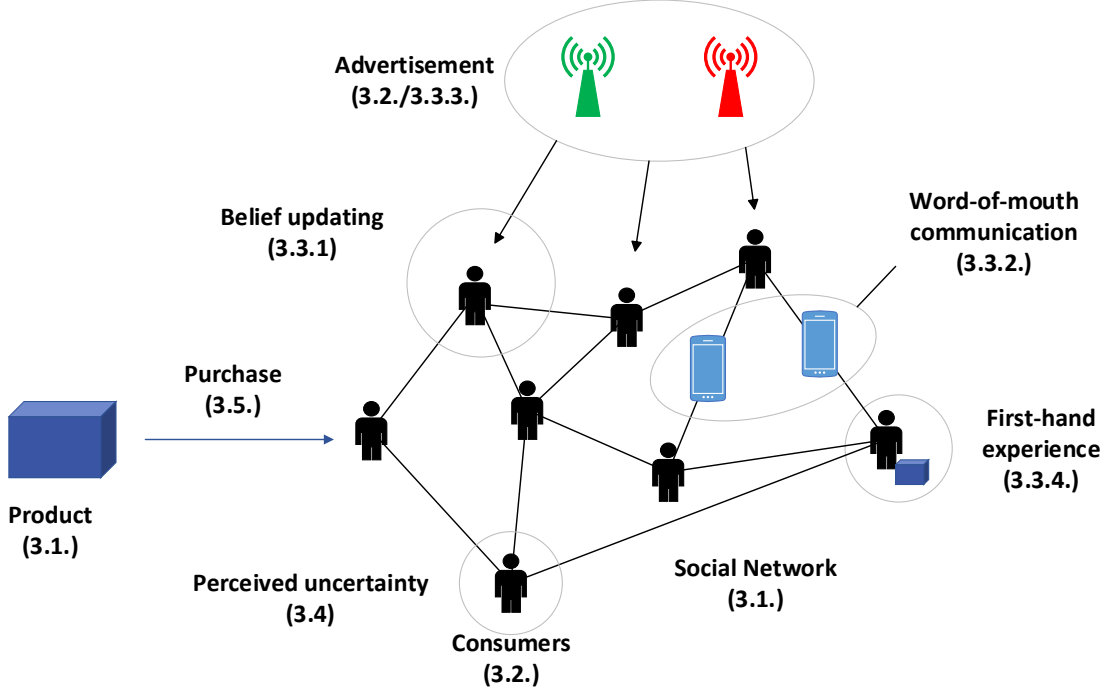 Advertisement
(3.2./3.3.3.)
Belief updating
(3.3.1)
Word-of-mouth
communication
(3.3.2.)
Purchase
(3.5.)
First-hand
experience
(3.3.4.)
Product
(3.1.)
Perceived uncertainty
(3.4)
Social Network
(3.1.)
Consumers
(3.2.)